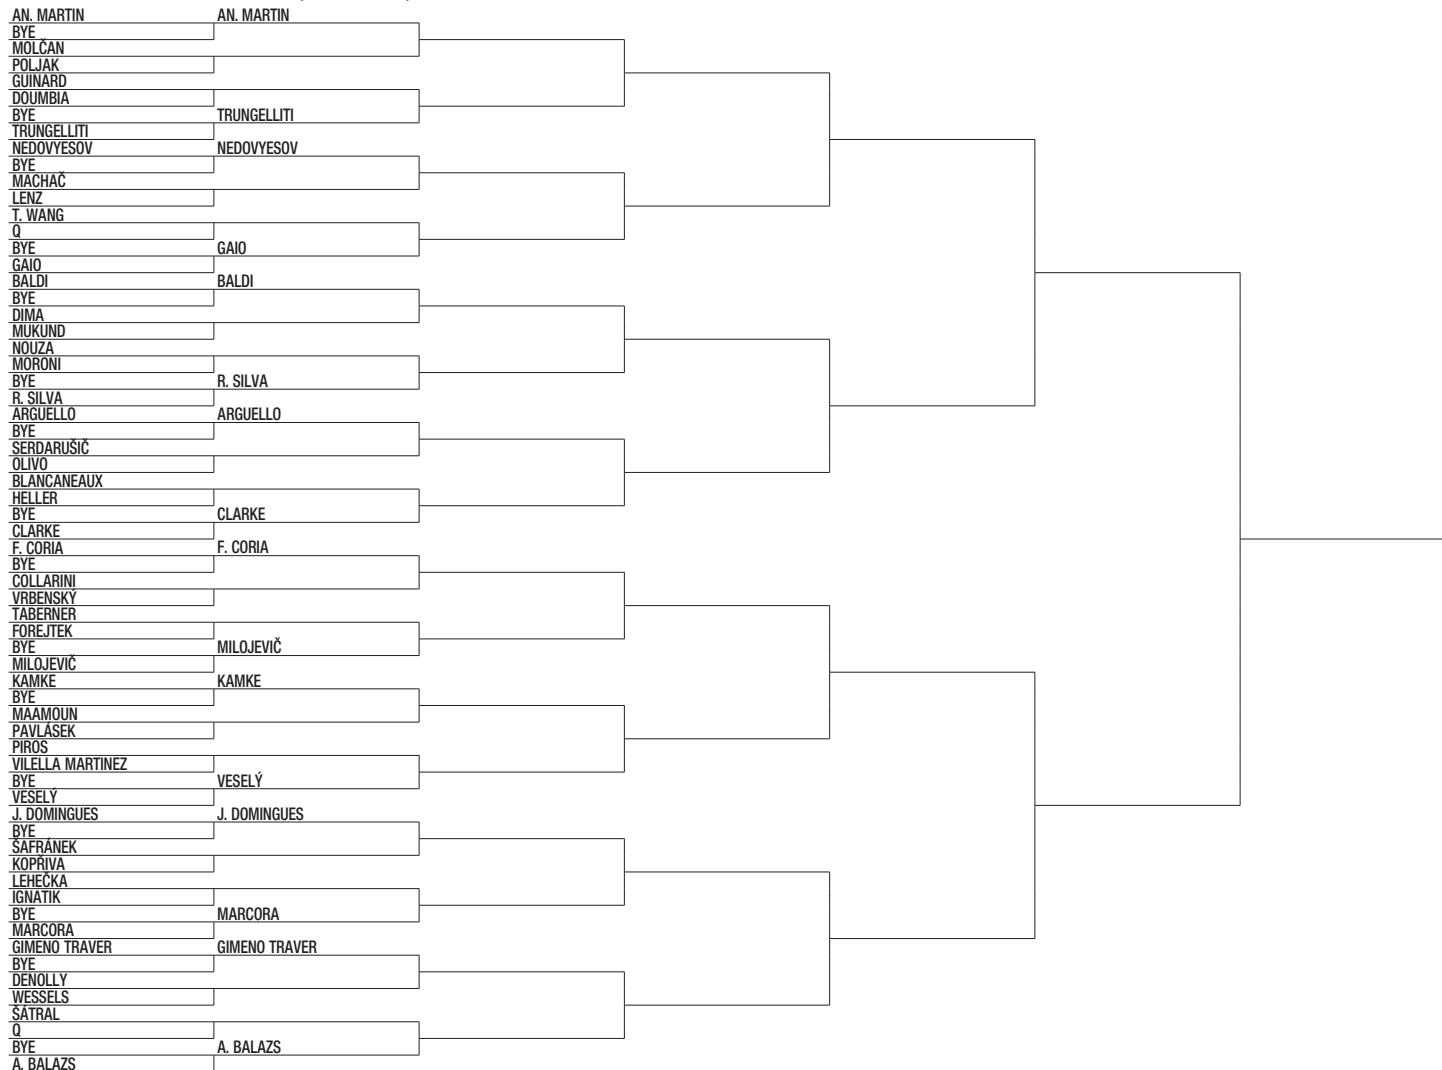 AN. MARTIN AN. MARTIN
BYE
MOLČAN
POLJAK
GUINARD
DOUMBIA
BYE TRUNGELLITI
TRUNGELLITI
NEDOVYESOV NEDOVYESOV
BYE
MACHAČ
LENZ
T. WANG
Q
BYE GAIO
GAIO
BALDI BALDI
BYE
DIMA
MUKUND
NOUZA
MORONI
BYE R. SILVA
R. SILVA
ARGUELLO ARGUELLO
BYE
SERDARUŠIČ
OLIVO
BLANCANEAUX
HELLER
BYE CLARKE
CLARKE
F. CORIA F. CORIA
BYE
COLLARINI
VRBENSKÝ
TABERNER
FOREJTEK
BYE MILOJEVIČ
MILOJEVIČ
KAMKE KAMKE
BYE
MAAMOUN
PAVLÁSEK
PIROS
VILELLA MARTINEZ
BYE VESELÝ
VESELÝ
J. DOMINGUES J. DOMINGUES
BYE
ŠAFRÁNEK
KOPŘIVA
LEHEČKA
IGNATIK
BYE MARCORA
MARCORA
GIMENO TRAVER GIMENO TRAVER
BYE
DENOLLY
WESSELS
ŠÁTRAL
Q
BYE A. BALAZS
A. BALAZS